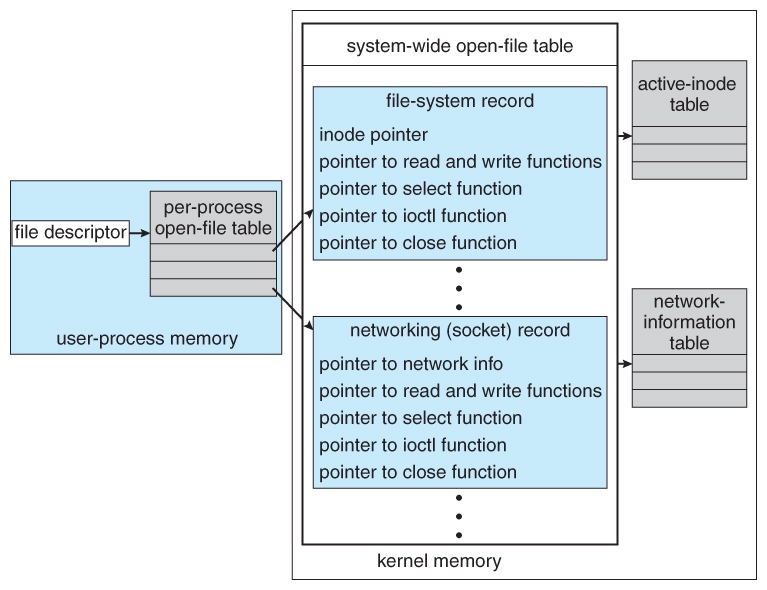 system-wide open-file table
file-system record
inode pointer
pointer to read and write functions
pointer to select function
pointer to ioctl function
pointer to close function
active-inode
table
file descriptor
per-process
open-file table
user-process memory
networking (socket) record
pointer to network info
pointer to read and write functions
pointer to select function
pointer to ioctl function
pointer to close function
network-
information
table
kernel memory